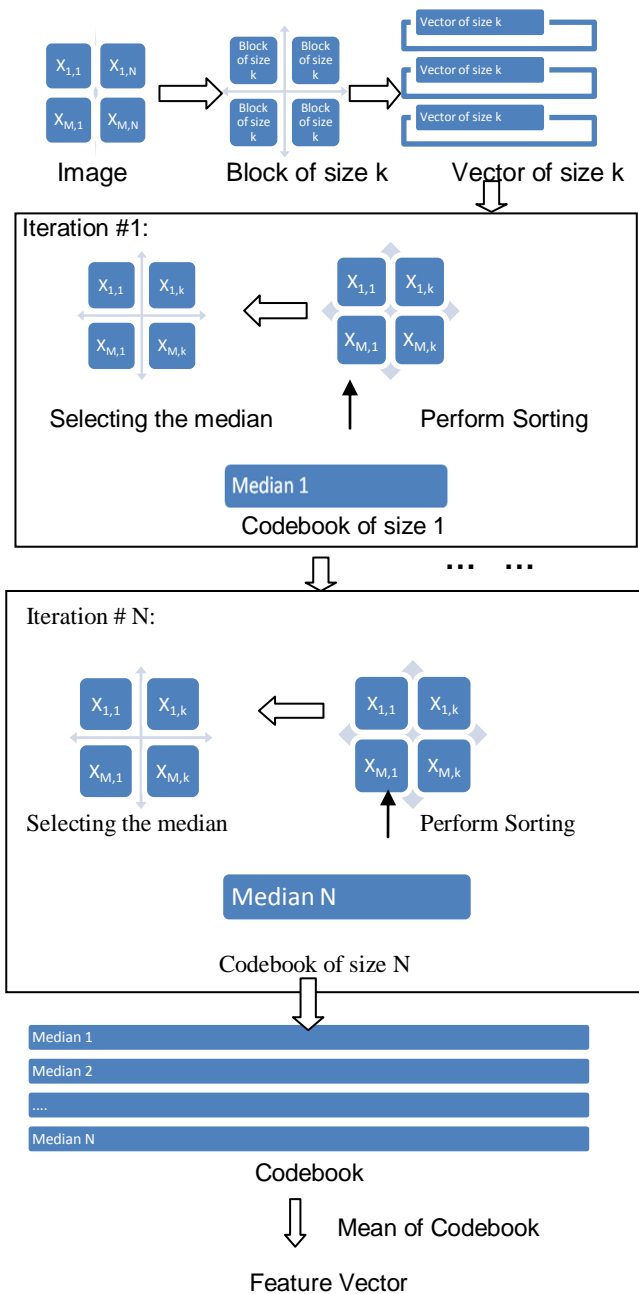 X1,1 X1,N
XM,1 XM,N
Image
Block of size k
Block of size k
Block of size k
Block of size k
Block of size k
Vector of size k
Vector of size k
Vector of size k
Vector of size k
Iteration #1:
X1,1 X1,k
XM,1 XM,k
Selecting the median
X1,1 X1,k
XM,1 XM,k
Perform Sorting
Median 1
Codebook of size 1
... ...
Iteration # N:
X1,1 X1,k
XM,1 XM,k
Selecting the median
X1,1 X1,k
XM,1 XM,k
Perform Sorting
Median N
Codebook of size N
Median 1
Median 2
....
Median N
Codebook
Mean of Codebook
Feature Vector